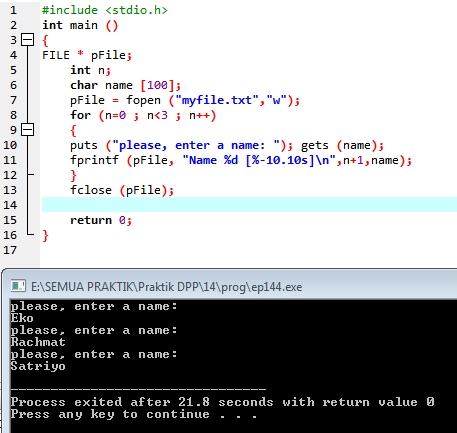 1 #include <stdio.h>
2 int main ()
3 {
4 FILE * pFile;
5 int n;
6 char name [100];
7 pFile = fopen ("myfile.txt","w");
8 for (n=0 ; n<3 ; n++)
9 {
10 puts ("please, enter a name: "); gets (name);
11 fprintf (pFile, "Name %d [%-10.10s]\n",n+1,name);
12 }
13 fclose (pFile);
14
15 return 0;
16 }
17
E:\SEMUA PRAKTIK\Praktik DPP\14\prog\ep144.exe
please, enter a name:
Eko
please, enter a name:
Rachmat
please, enter a name:
Satriyo
--------------------------------
Process exited after 21.8 seconds with return value 0
Press any key to continue . . .